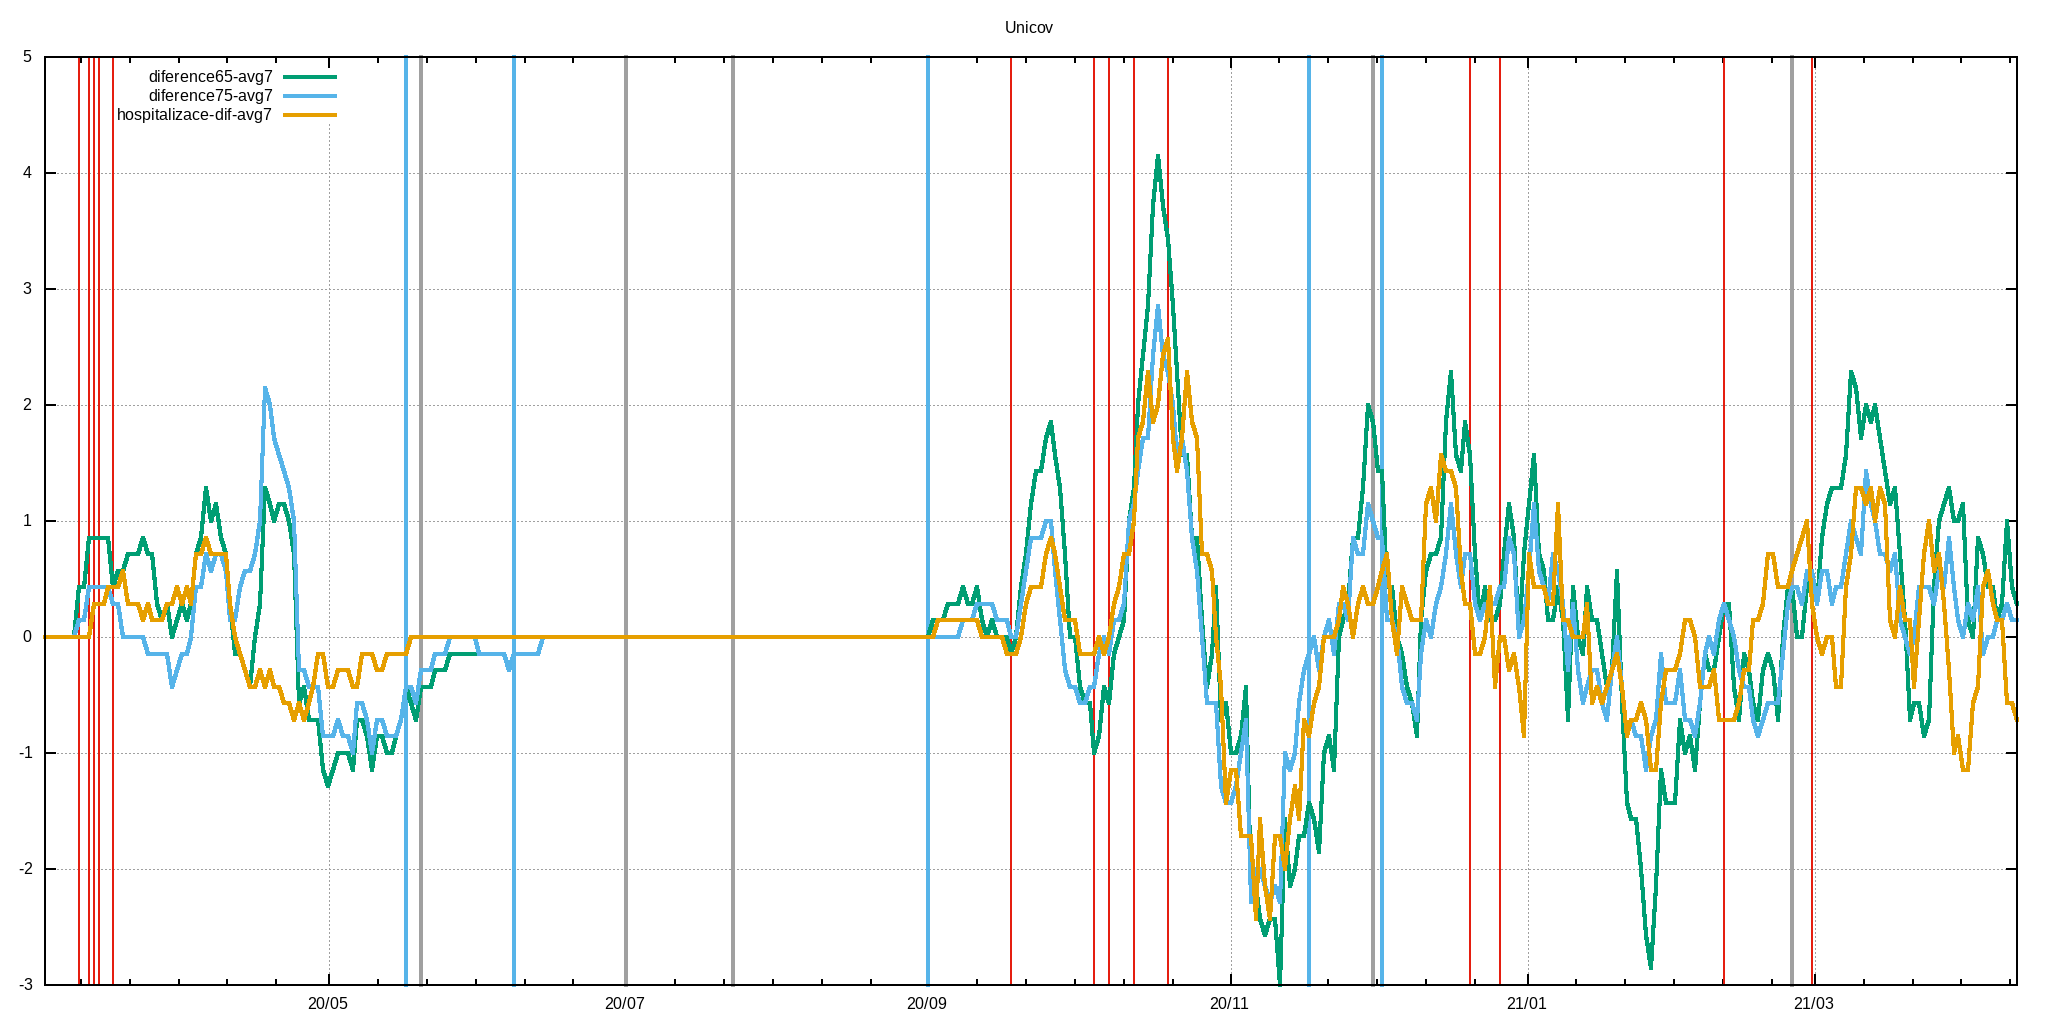 Unicov
diference65-avg7
diference75-avg7
hospitalizace-dif-avg7
5
4
3
2
1
0
-1
-2
-3
20/05 20/07 20/09 20/11 21/01 21/03